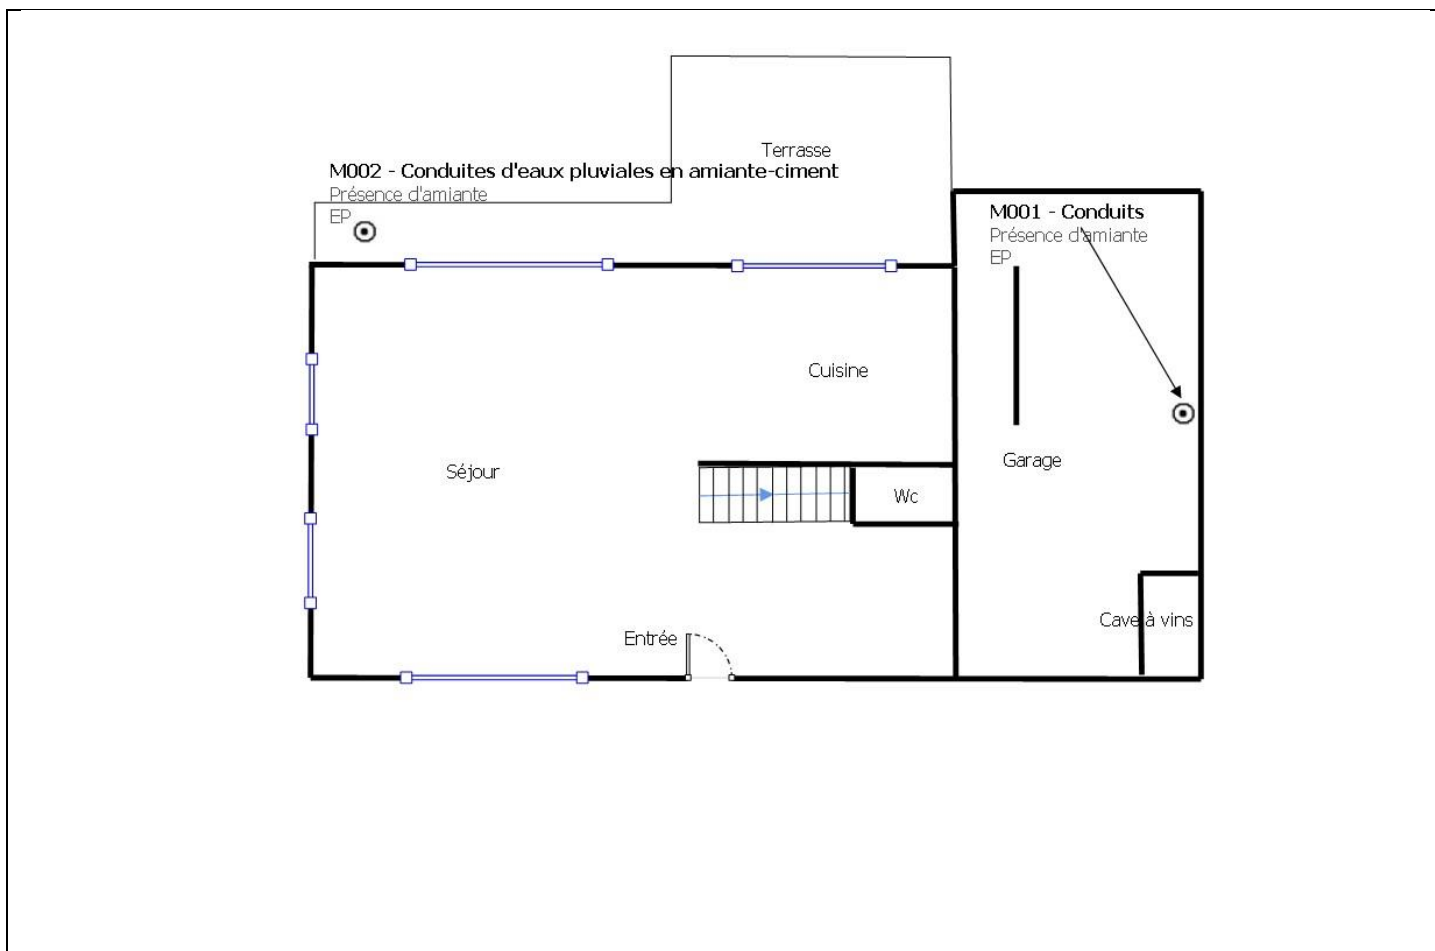 Terrasse
M002 - Conduites d'eaux pluviales en amiante-ciment
Présence d'amiante
EP
M001 - Conduits
Présence d'amiante
EP
Cuisine
Séjour
Garage
Wc
Cave à vins
Entrée